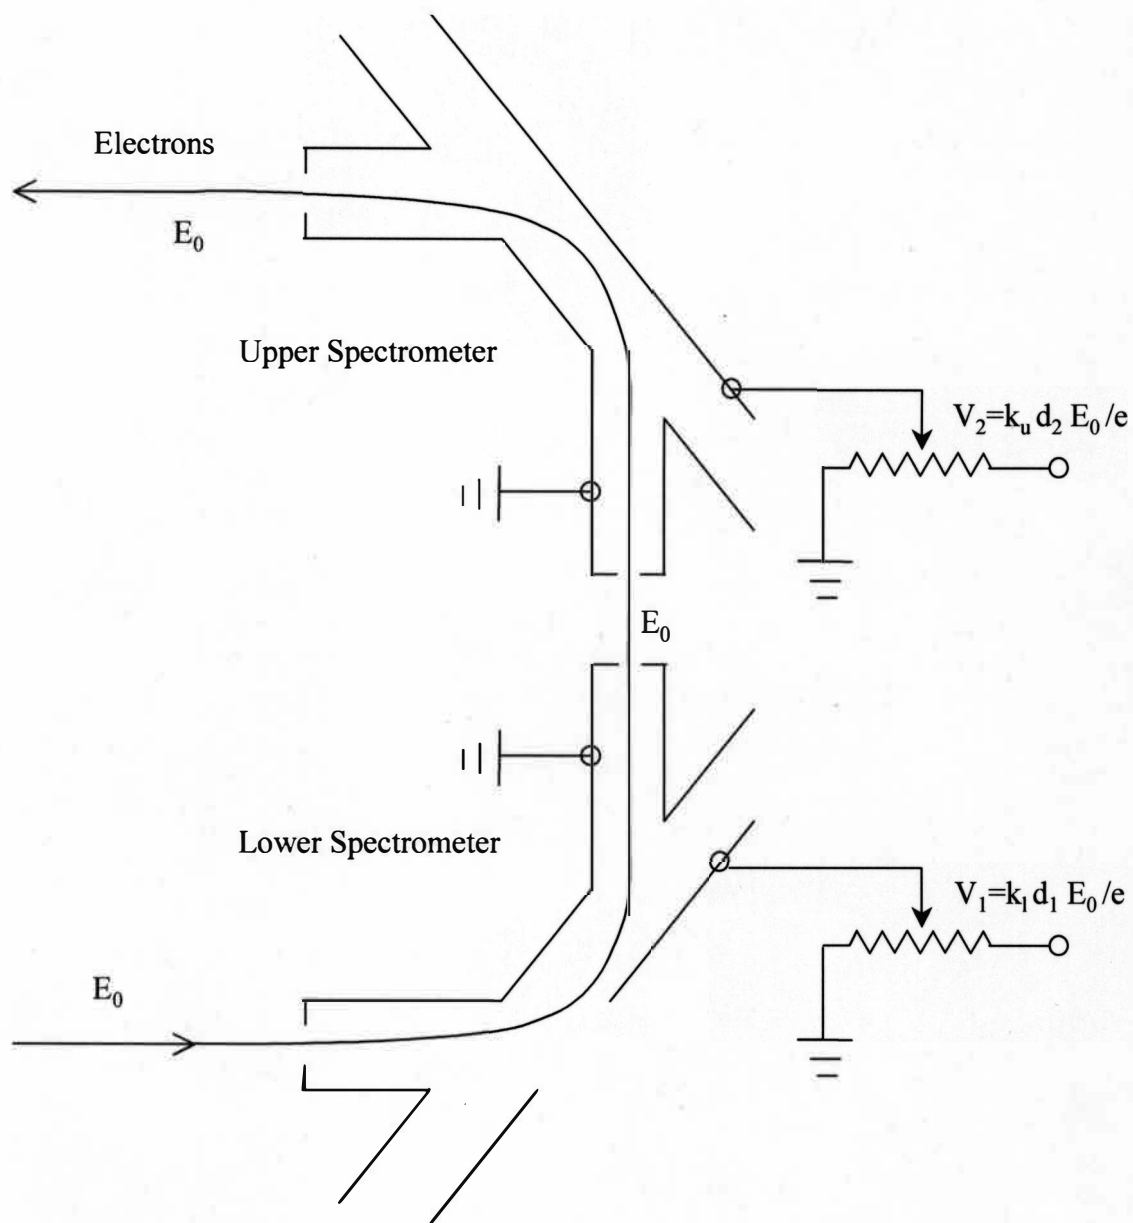 Electrons
E₀
Upper Spectrometer
V₂=kᵤ d₂ E₀ /e
E₀
Lower Spectrometer
V₁=kₗ d₁ E₀ /e
E₀